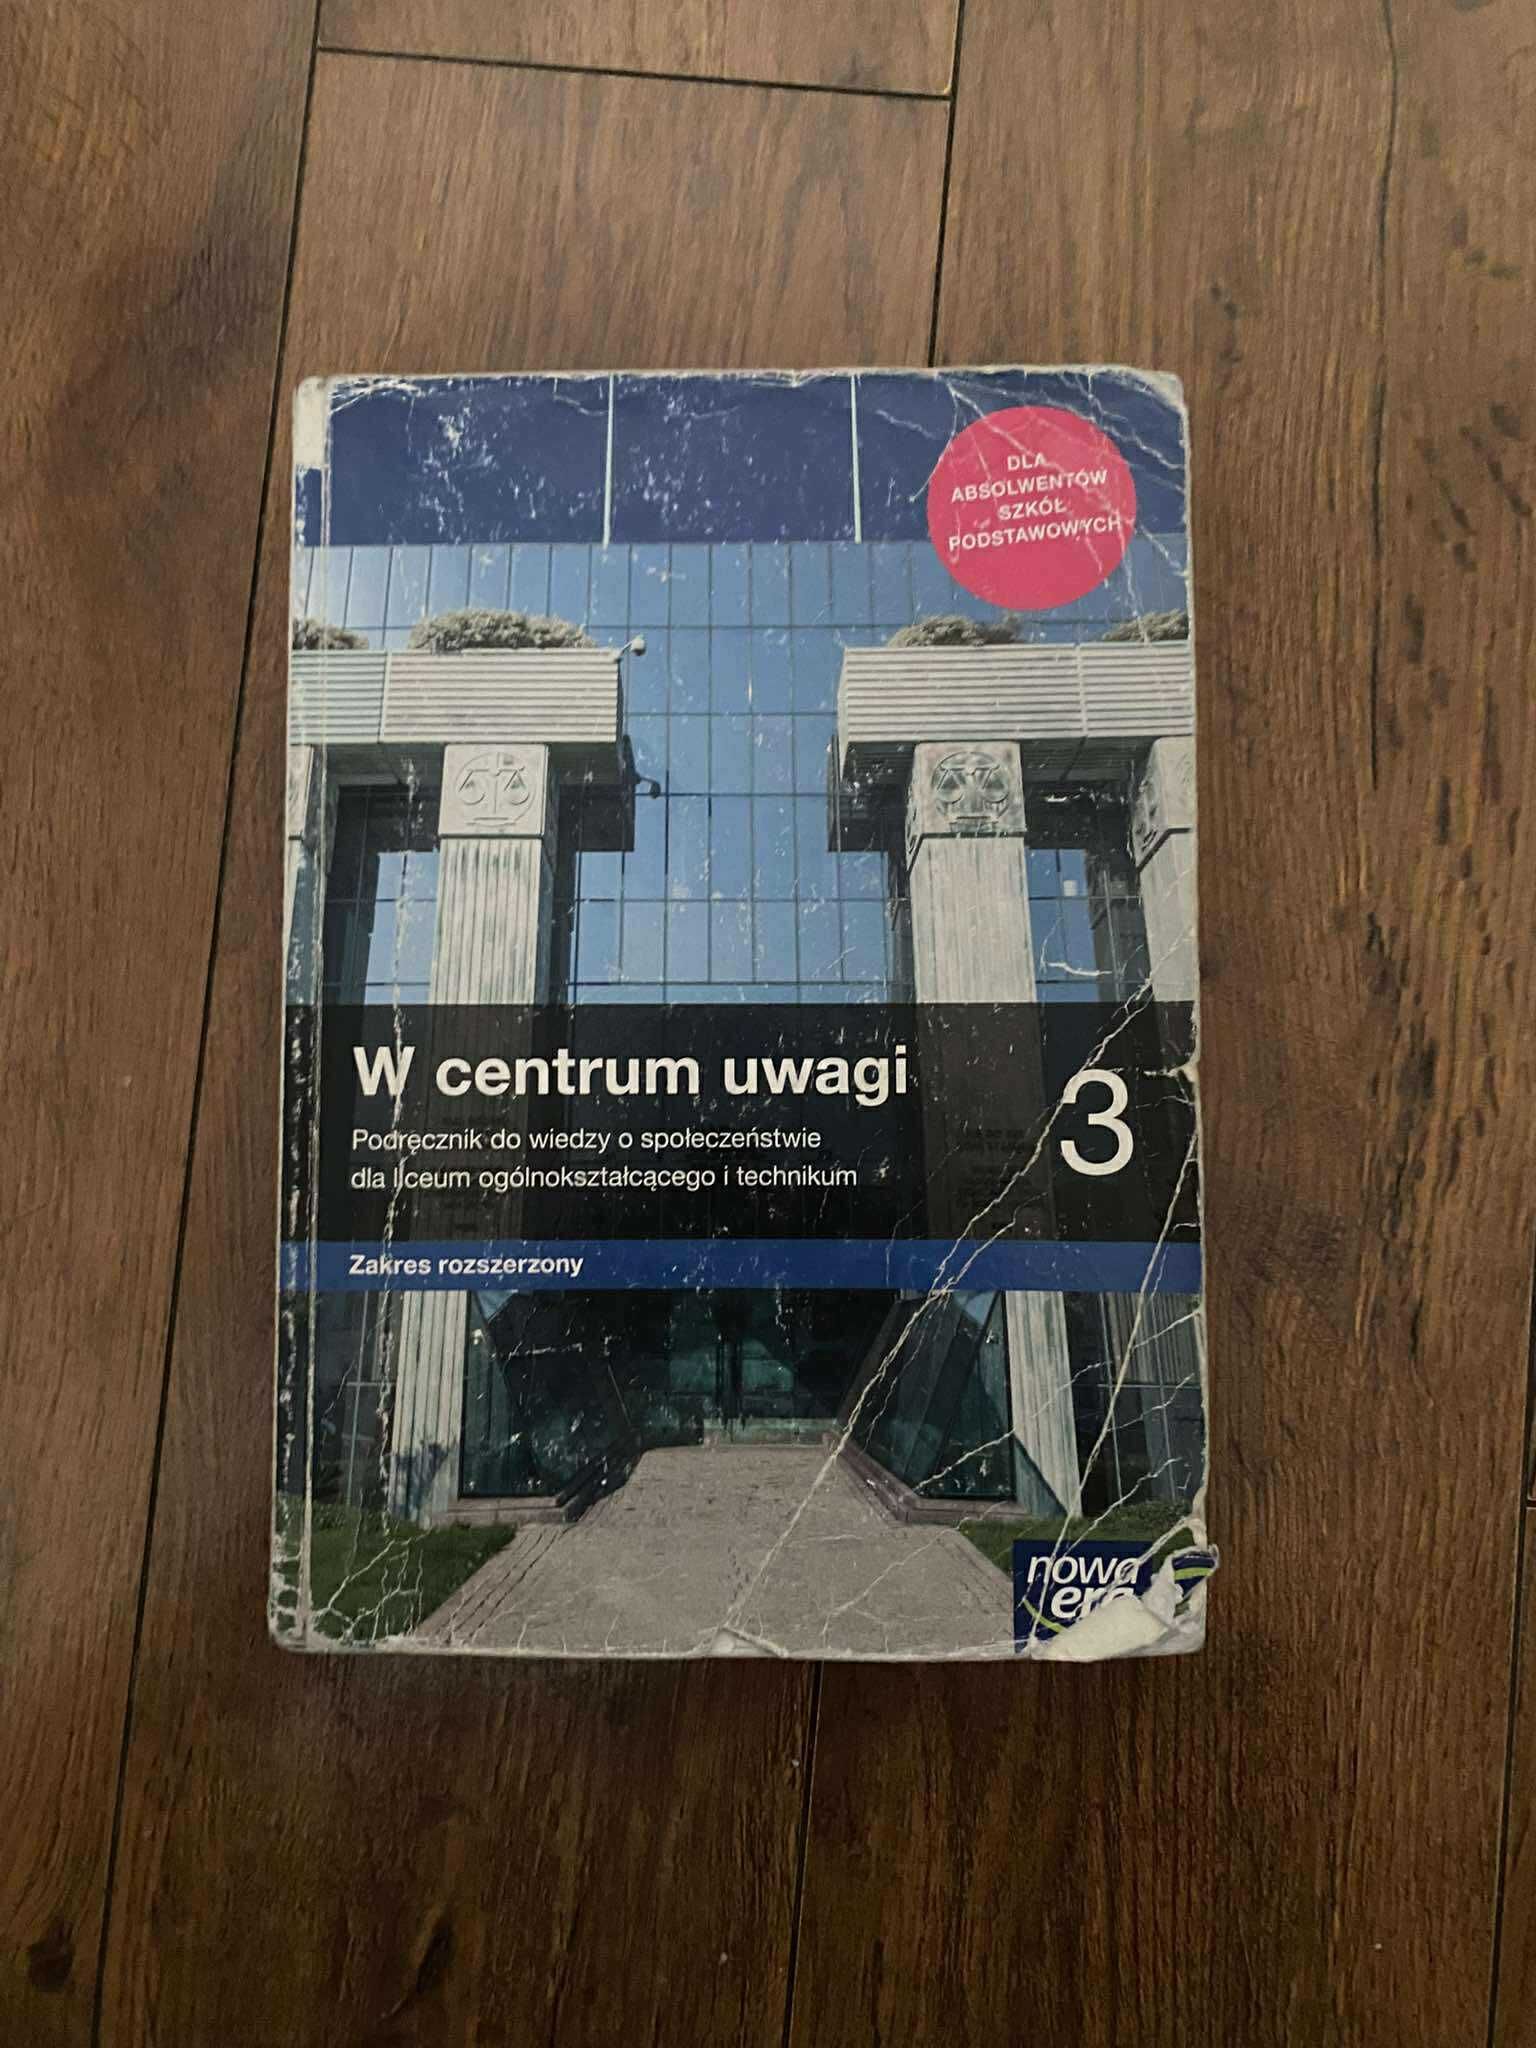 DLA
ABSOLWENTÓW
SZKÓŁ
PODSTAWOWYCH
W centrum uwagi
3
Podręcznik do wiedzy o społeczeństwie
dla liceum ogólnokształcącego i technikum
Zakres rozszerzony
nowa
era